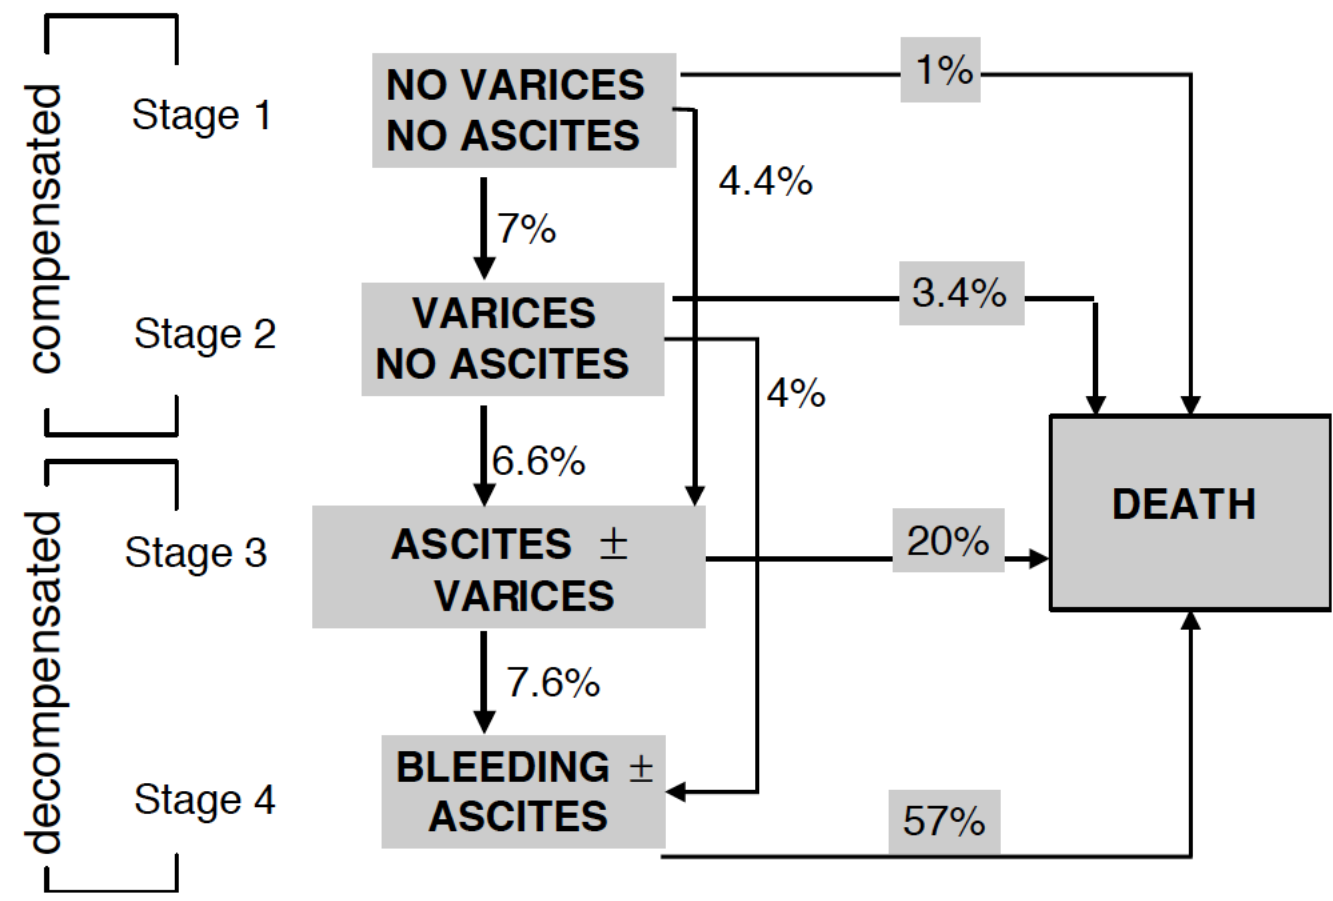 compensated
Stage 1
NO VARICES
NO ASCITES
1%
4.4%
7%
Stage 2
VARICES
NO ASCITES
3.4%
4%
6.6%
decompensated
Stage 3
ASCITES ±
VARICES
20%
DEATH
7.6%
Stage 4
BLEEDING ±
ASCITES
57%